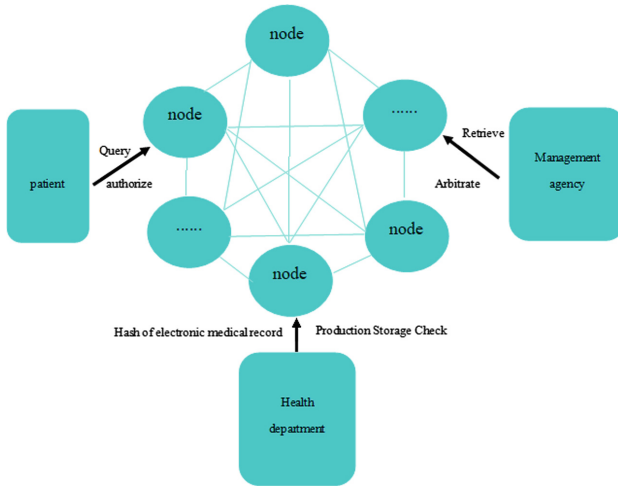 node
node
......
Query
Retrieve
patient
authorize
Management
agency
Arbitrate
......
node
node
Hash of electronic medical record
Production Storage Check
Health
department